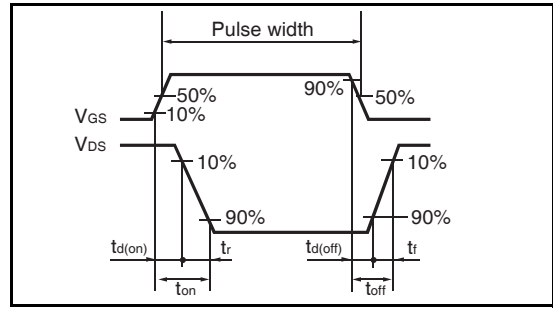 Pulse width
90%
50%
50%
10%
VGS
VDS
10%
10%
90%
90%
td(on)
tr
td(off)
tf
ton
toff